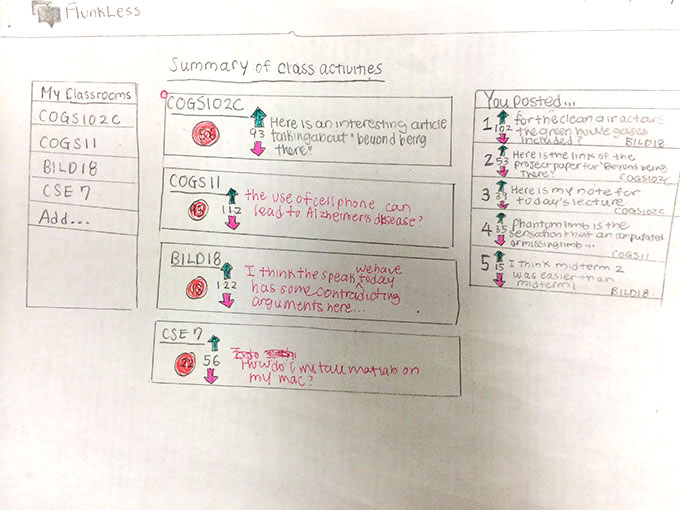 FlunkLess
Summary of class activities
My Classrooms
COGS102C
COGS11
BILD18
CSE 7
Add...
COGS102C
93
Here is an interesting article
talking about "beyond being
there"
COGS11
112
the use of cell phone can
lead to Alzheimer's disease?
BILD18
122
I think the speak we have today
has some contradicting
arguments here...
CSE 7
22
56
How do I install matlab on
my mac?
You posted...
1
102
for the clean air act are
the green house gases
included?
BILD18
2
53
Here is the link of the
project paper for "Beyond being
There"
COGS102C
3
39
Here is my note for
today's lecture
COGS102C
4
35
Phantom limb is the
sensation that an amputated
or missing limb...
COGS11
5
15
I think midterm 2
was easier than
midterm 1
BILD18